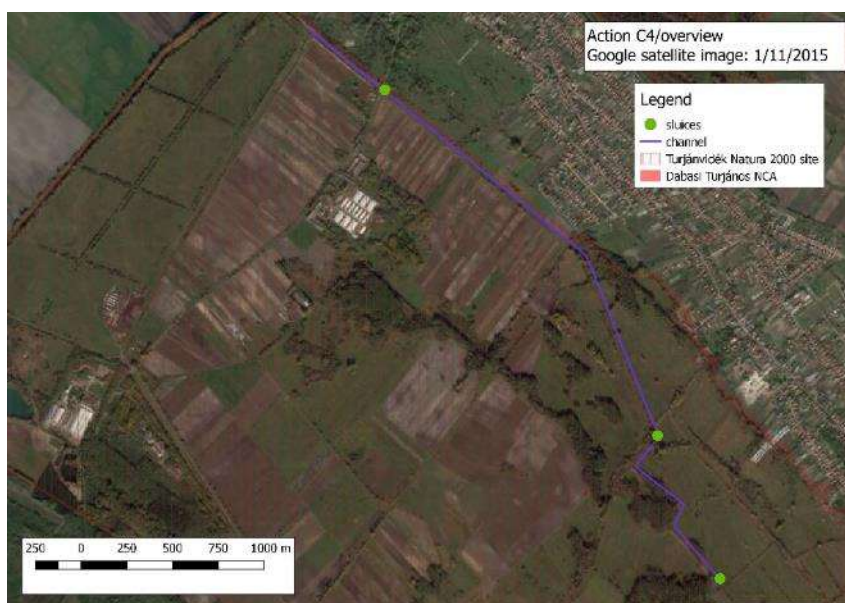 Action C4/overview
Google satellite image: 1/11/2015
Legend
sluices
channel
Turjánvidék Natura 2000 site
Dabasi Turjános NCA
250 0 250 500 750 1000 m